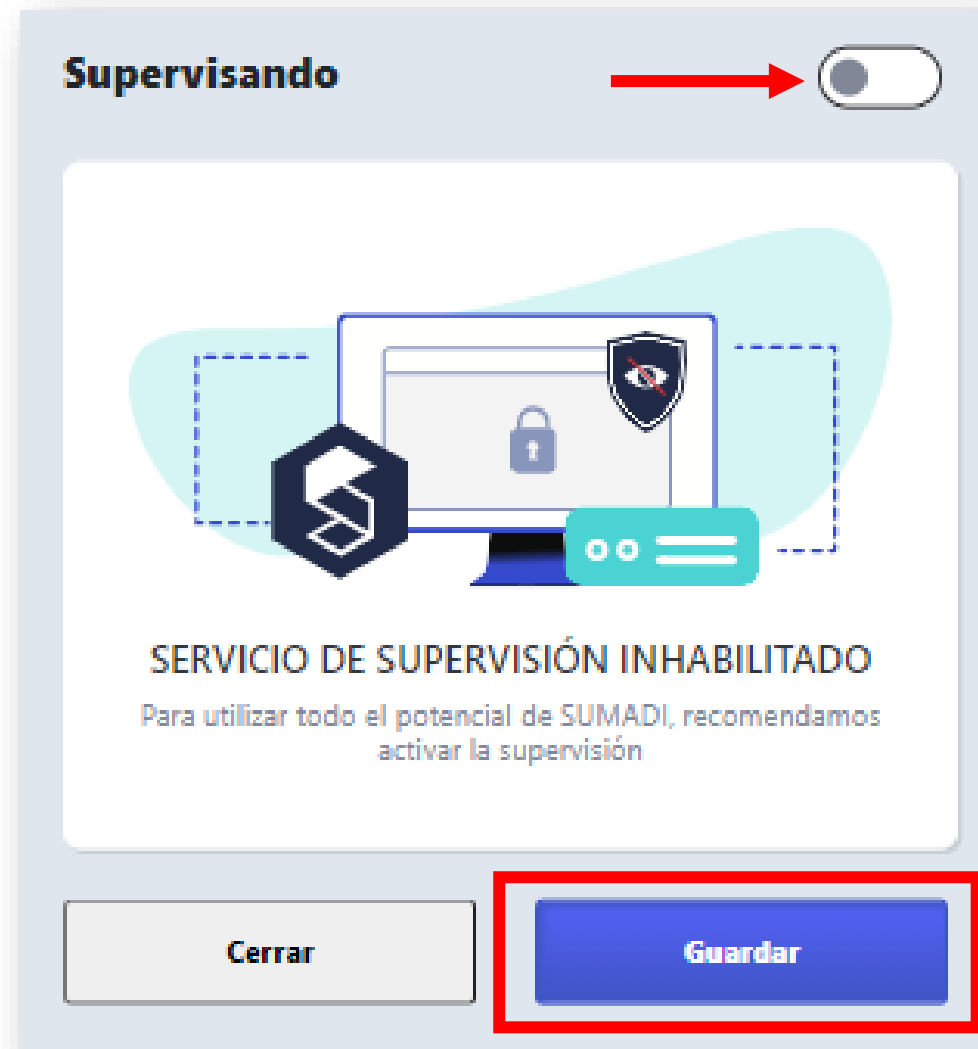 Supervisando
SERVICIO DE SUPERVISIÓN INHABILITADO
Para utilizar todo el potencial de SUMADI, recomendamos
activar la supervisión
Cerrar
Guardar